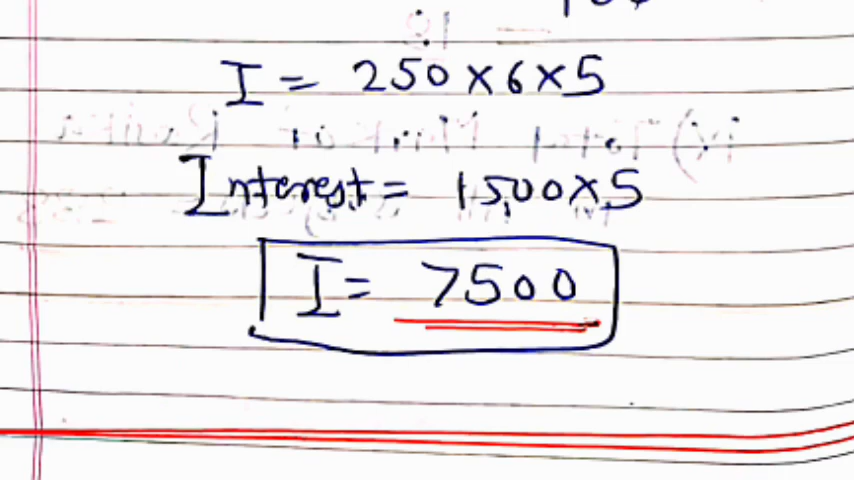 I = 250 × 6 × 5
Interest = 1500 × 5
I = 7500